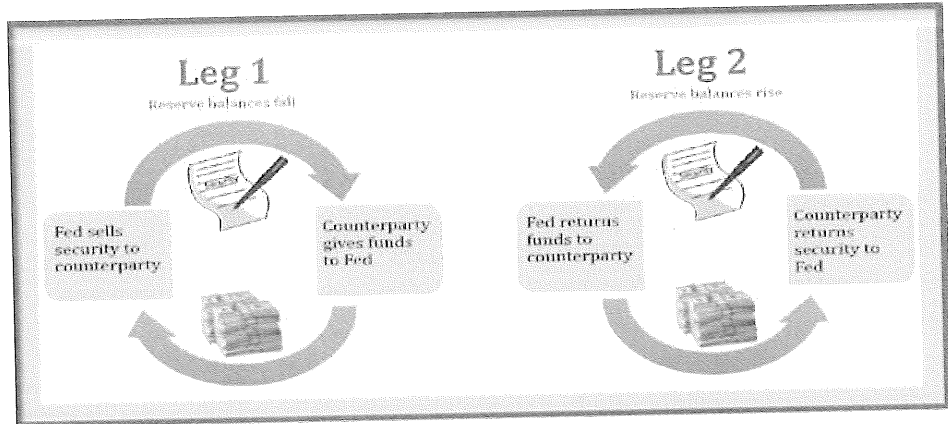 Leg 1
Reserve balances fall
Fed sells
security to
counterparty
Counterparty
gives funds
to Fed
Leg 2
Reserve balances rise
Fed returns
funds to
counterparty
Counterparty
returns
security to
Fed